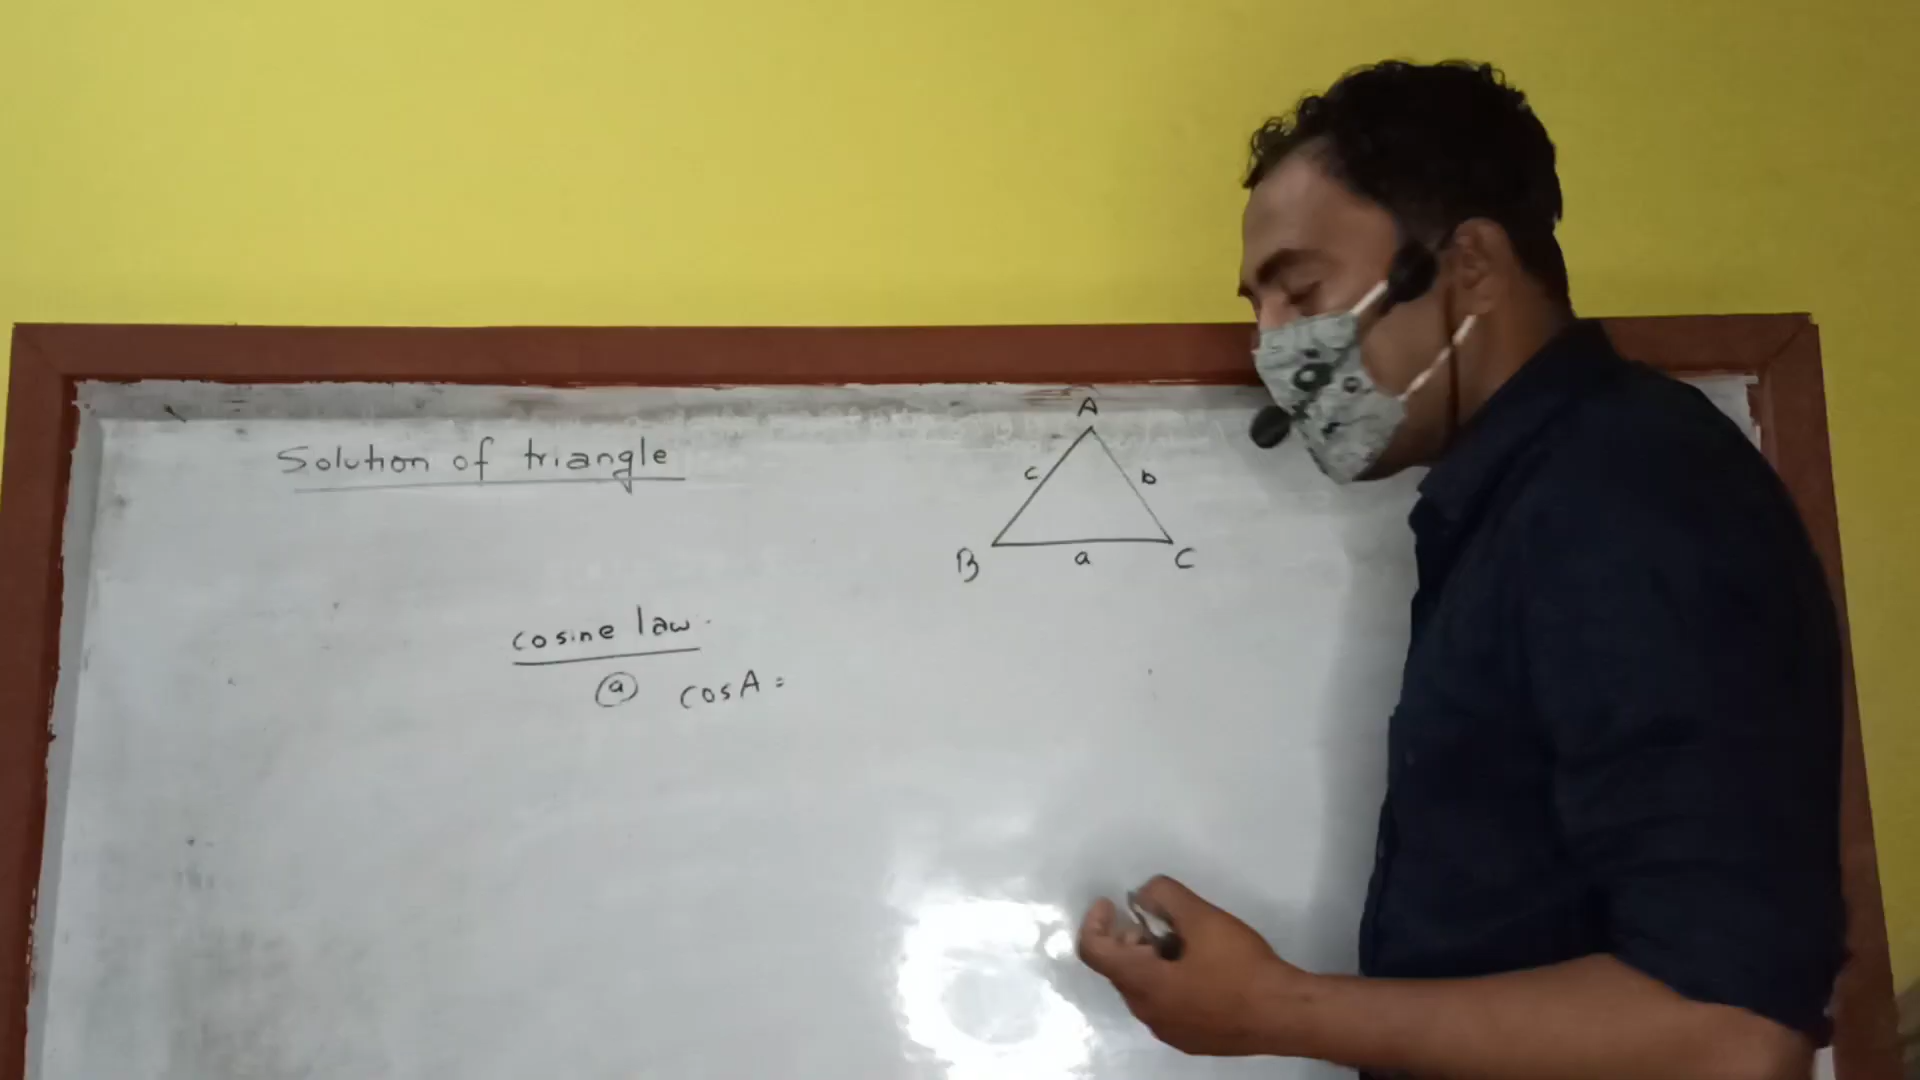 Solution of triangle
A
c b
B a C
cosine law.
a cosA =